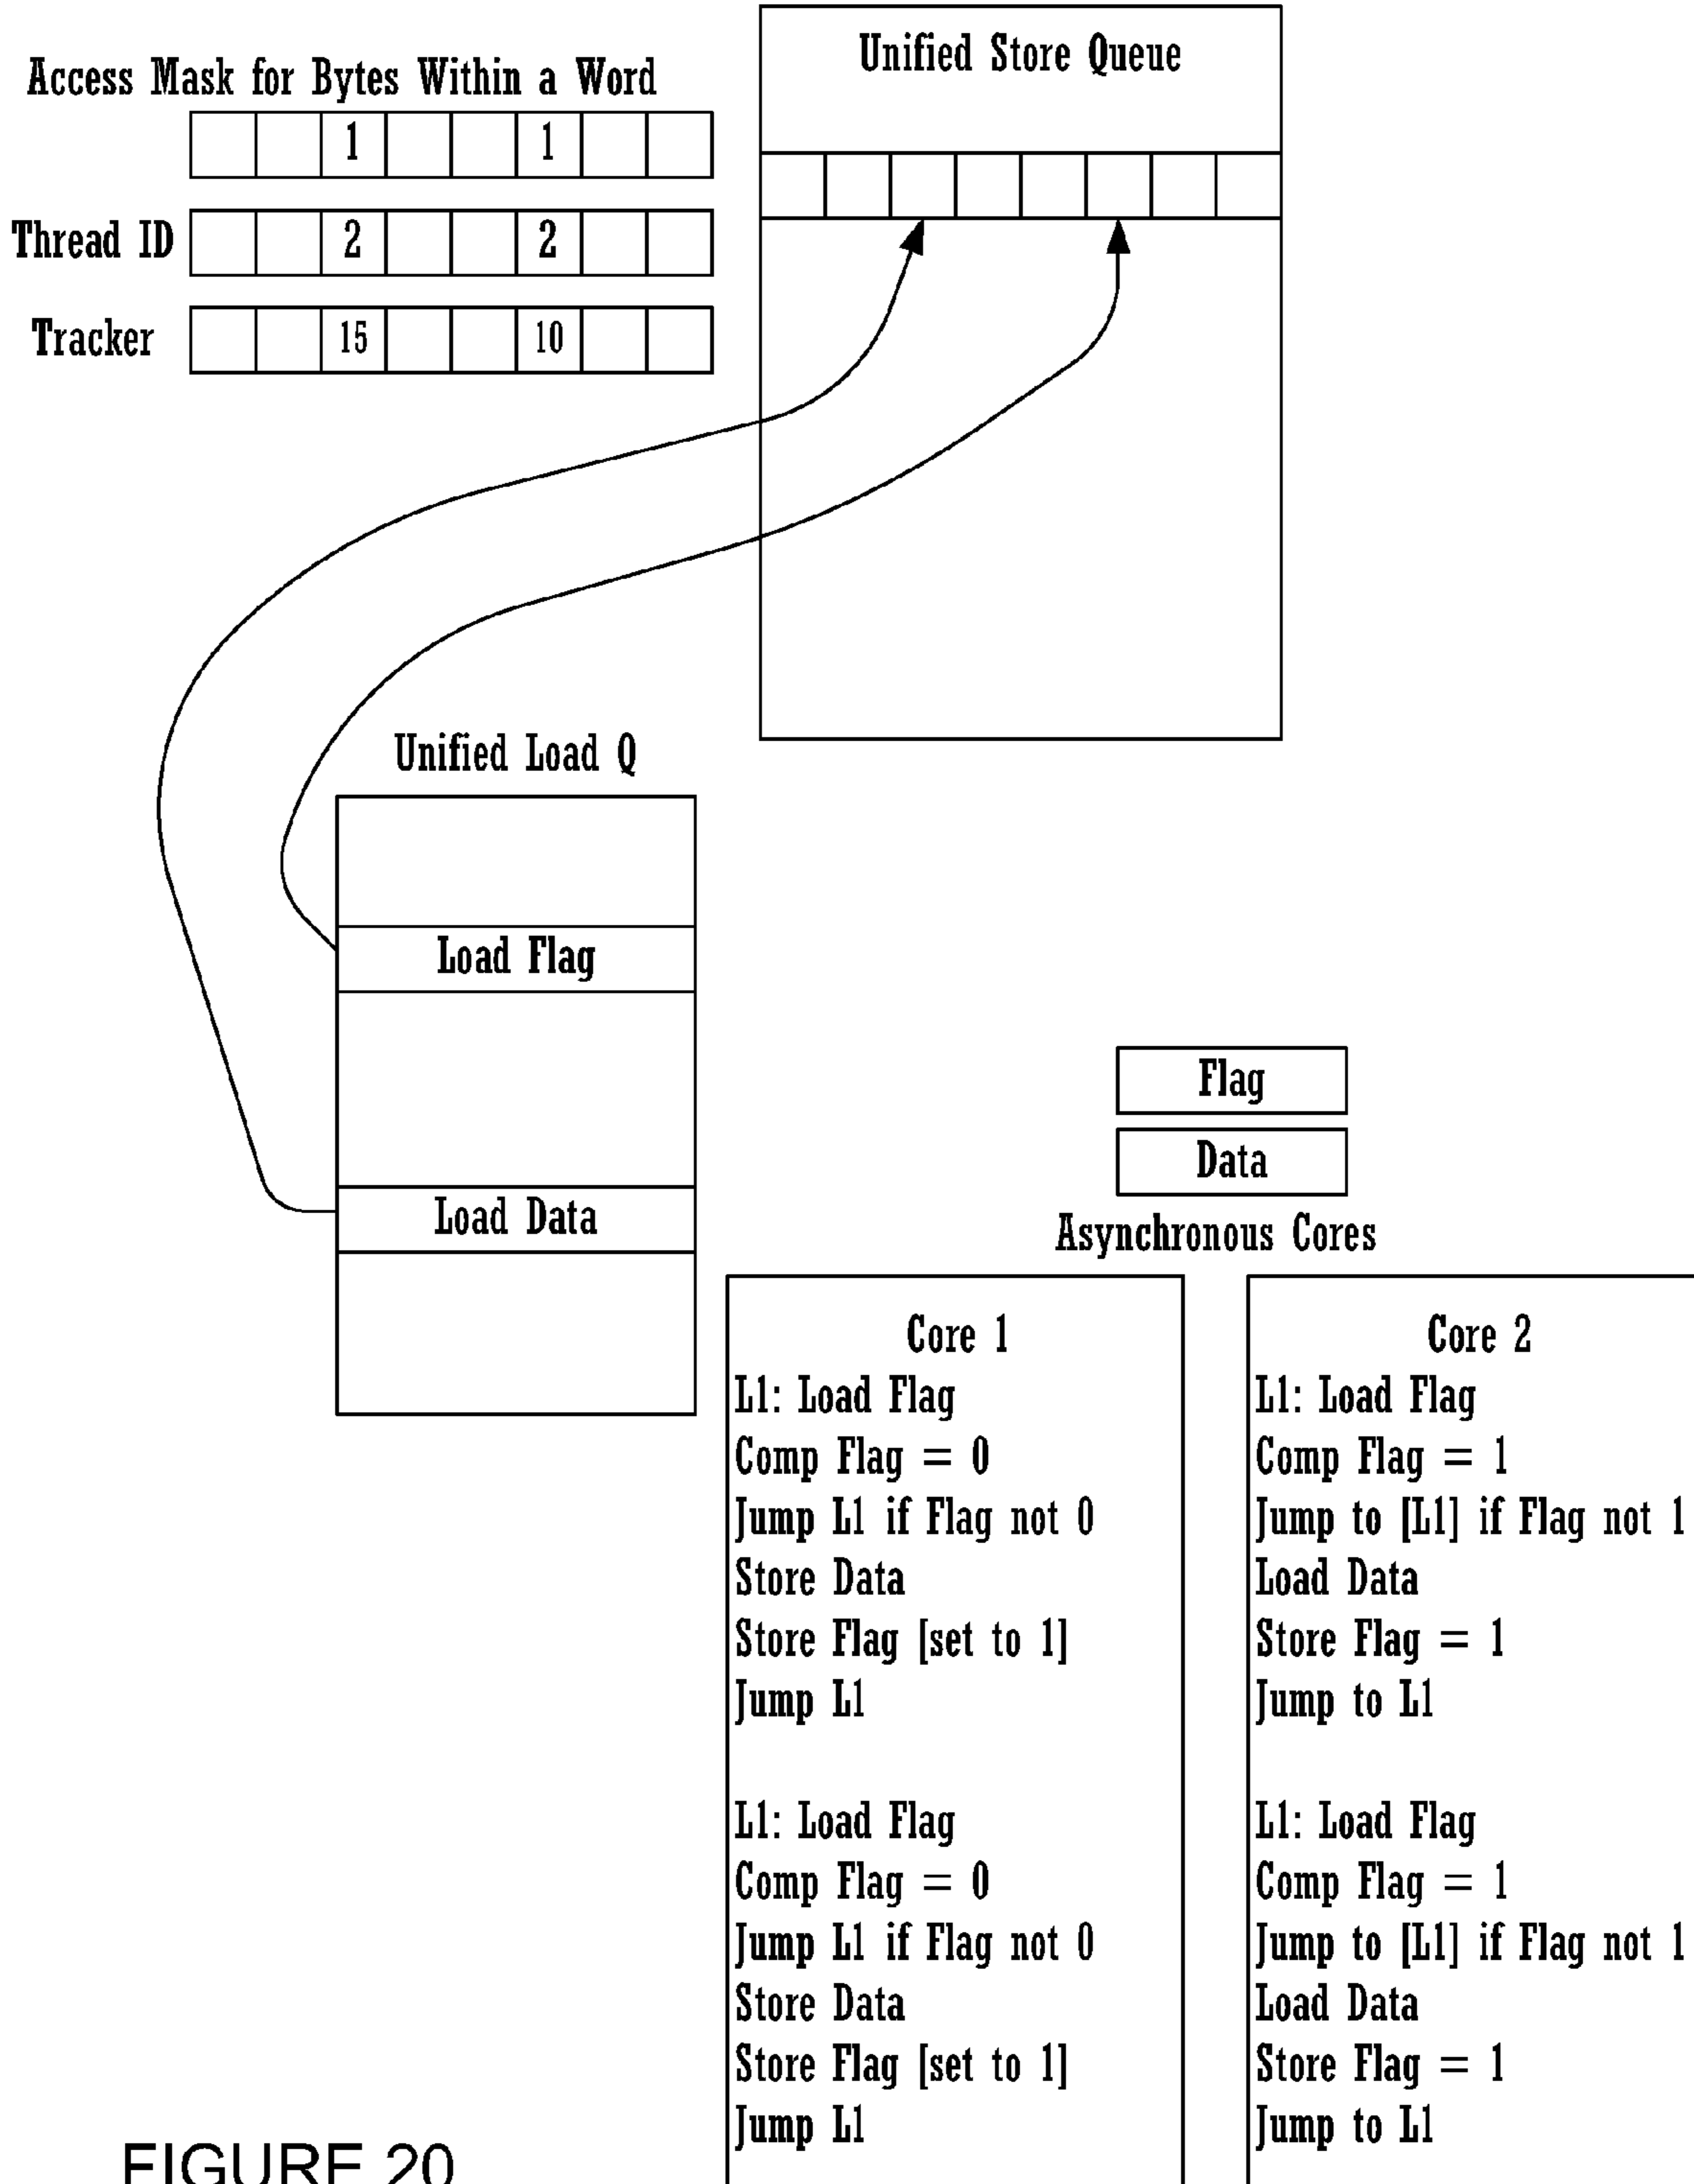 Unified Store Queue
Access Mask for Bytes Within a Word
1 1
Thread ID 2 2
Tracker 15 10
Unified Load Q
Load Flag
Load Data
Flag
Data
Asynchronous Cores
Core 1
L1: Load Flag
Comp Flag = 0
Jump L1 if Flag not 0
Store Data
Store Flag [set to 1]
Jump L1
L1: Load Flag
Comp Flag = 0
Jump L1 if Flag not 0
Store Data
Store Flag [set to 1]
Jump L1
Core 2
L1: Load Flag
Comp Flag = 1
Jump to [L1] if Flag not 1
Load Data
Store Flag = 1
Jump to L1
L1: Load Flag
Comp Flag = 1
Jump to [L1] if Flag not 1
Load Data
Store Flag = 1
Jump to L1
FIGURE 20